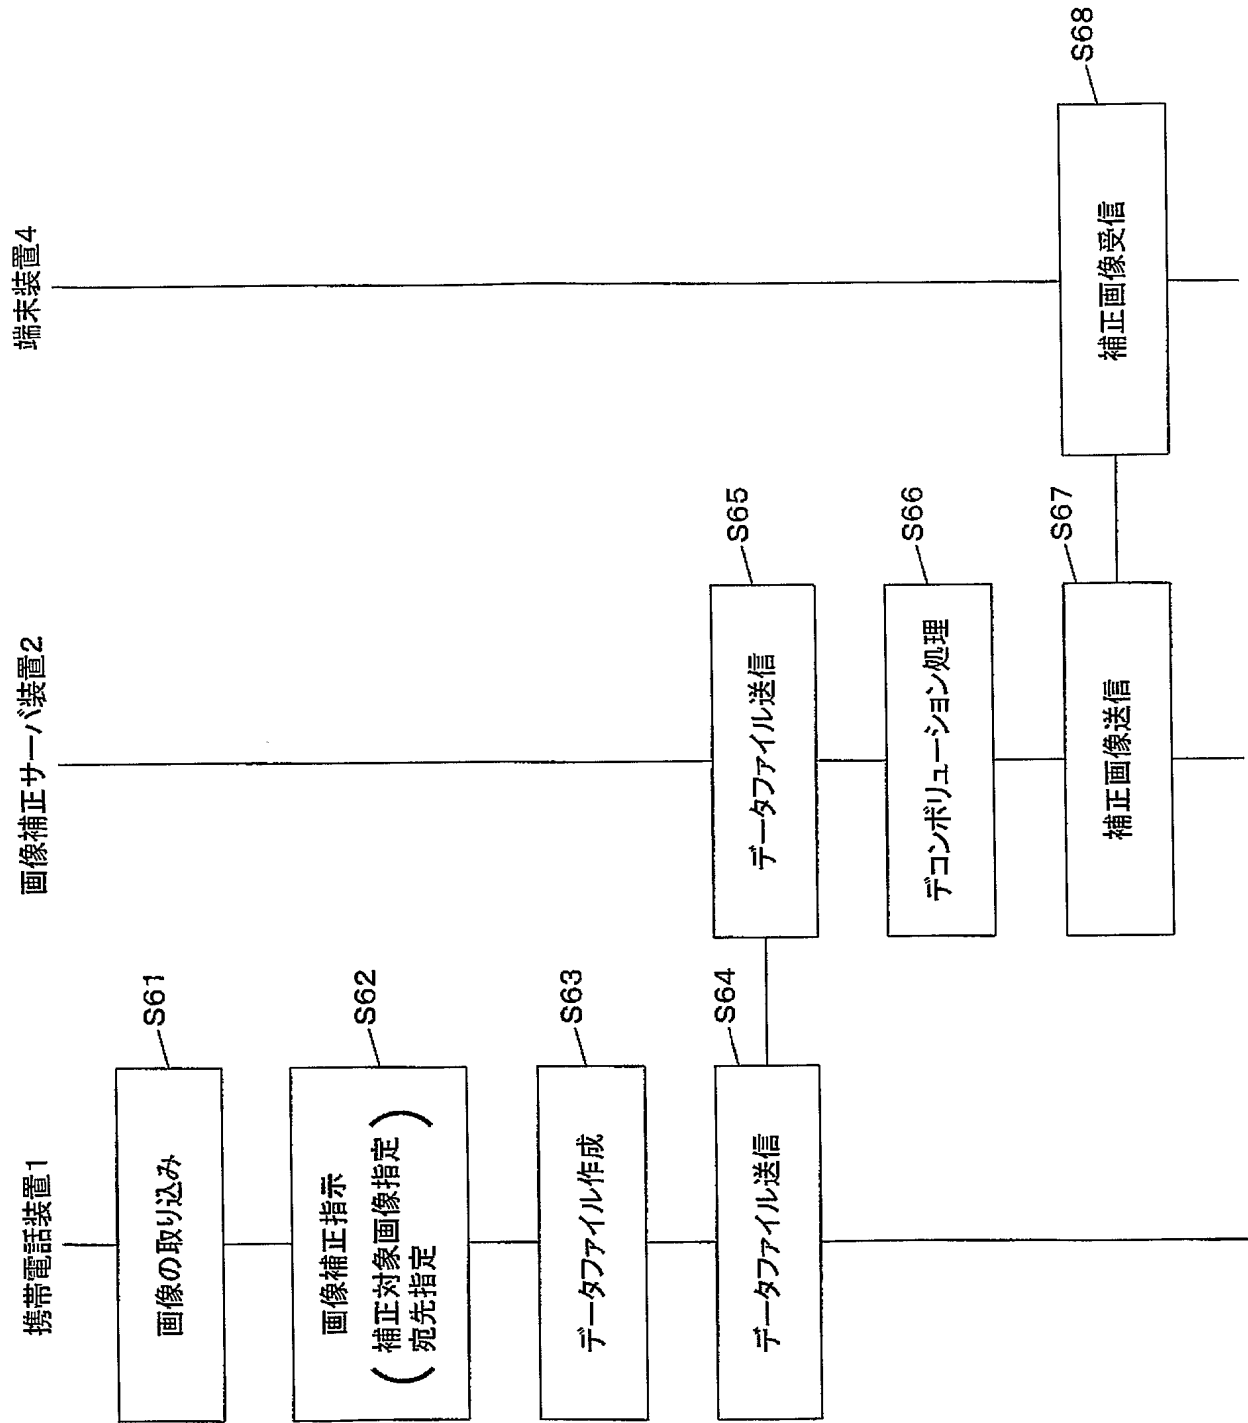 携帯電話装置1
画像補正サーバ装置2
端末装置4
画像の取り込み
S61
画像補正指示
(補正対象画像指定)
宛先指定
S62
データファイル作成
S63
データファイル送信
S64
データファイル送信
S65
デコンボリューション処理
S66
補正画像送信
S67
補正画像受信
S68